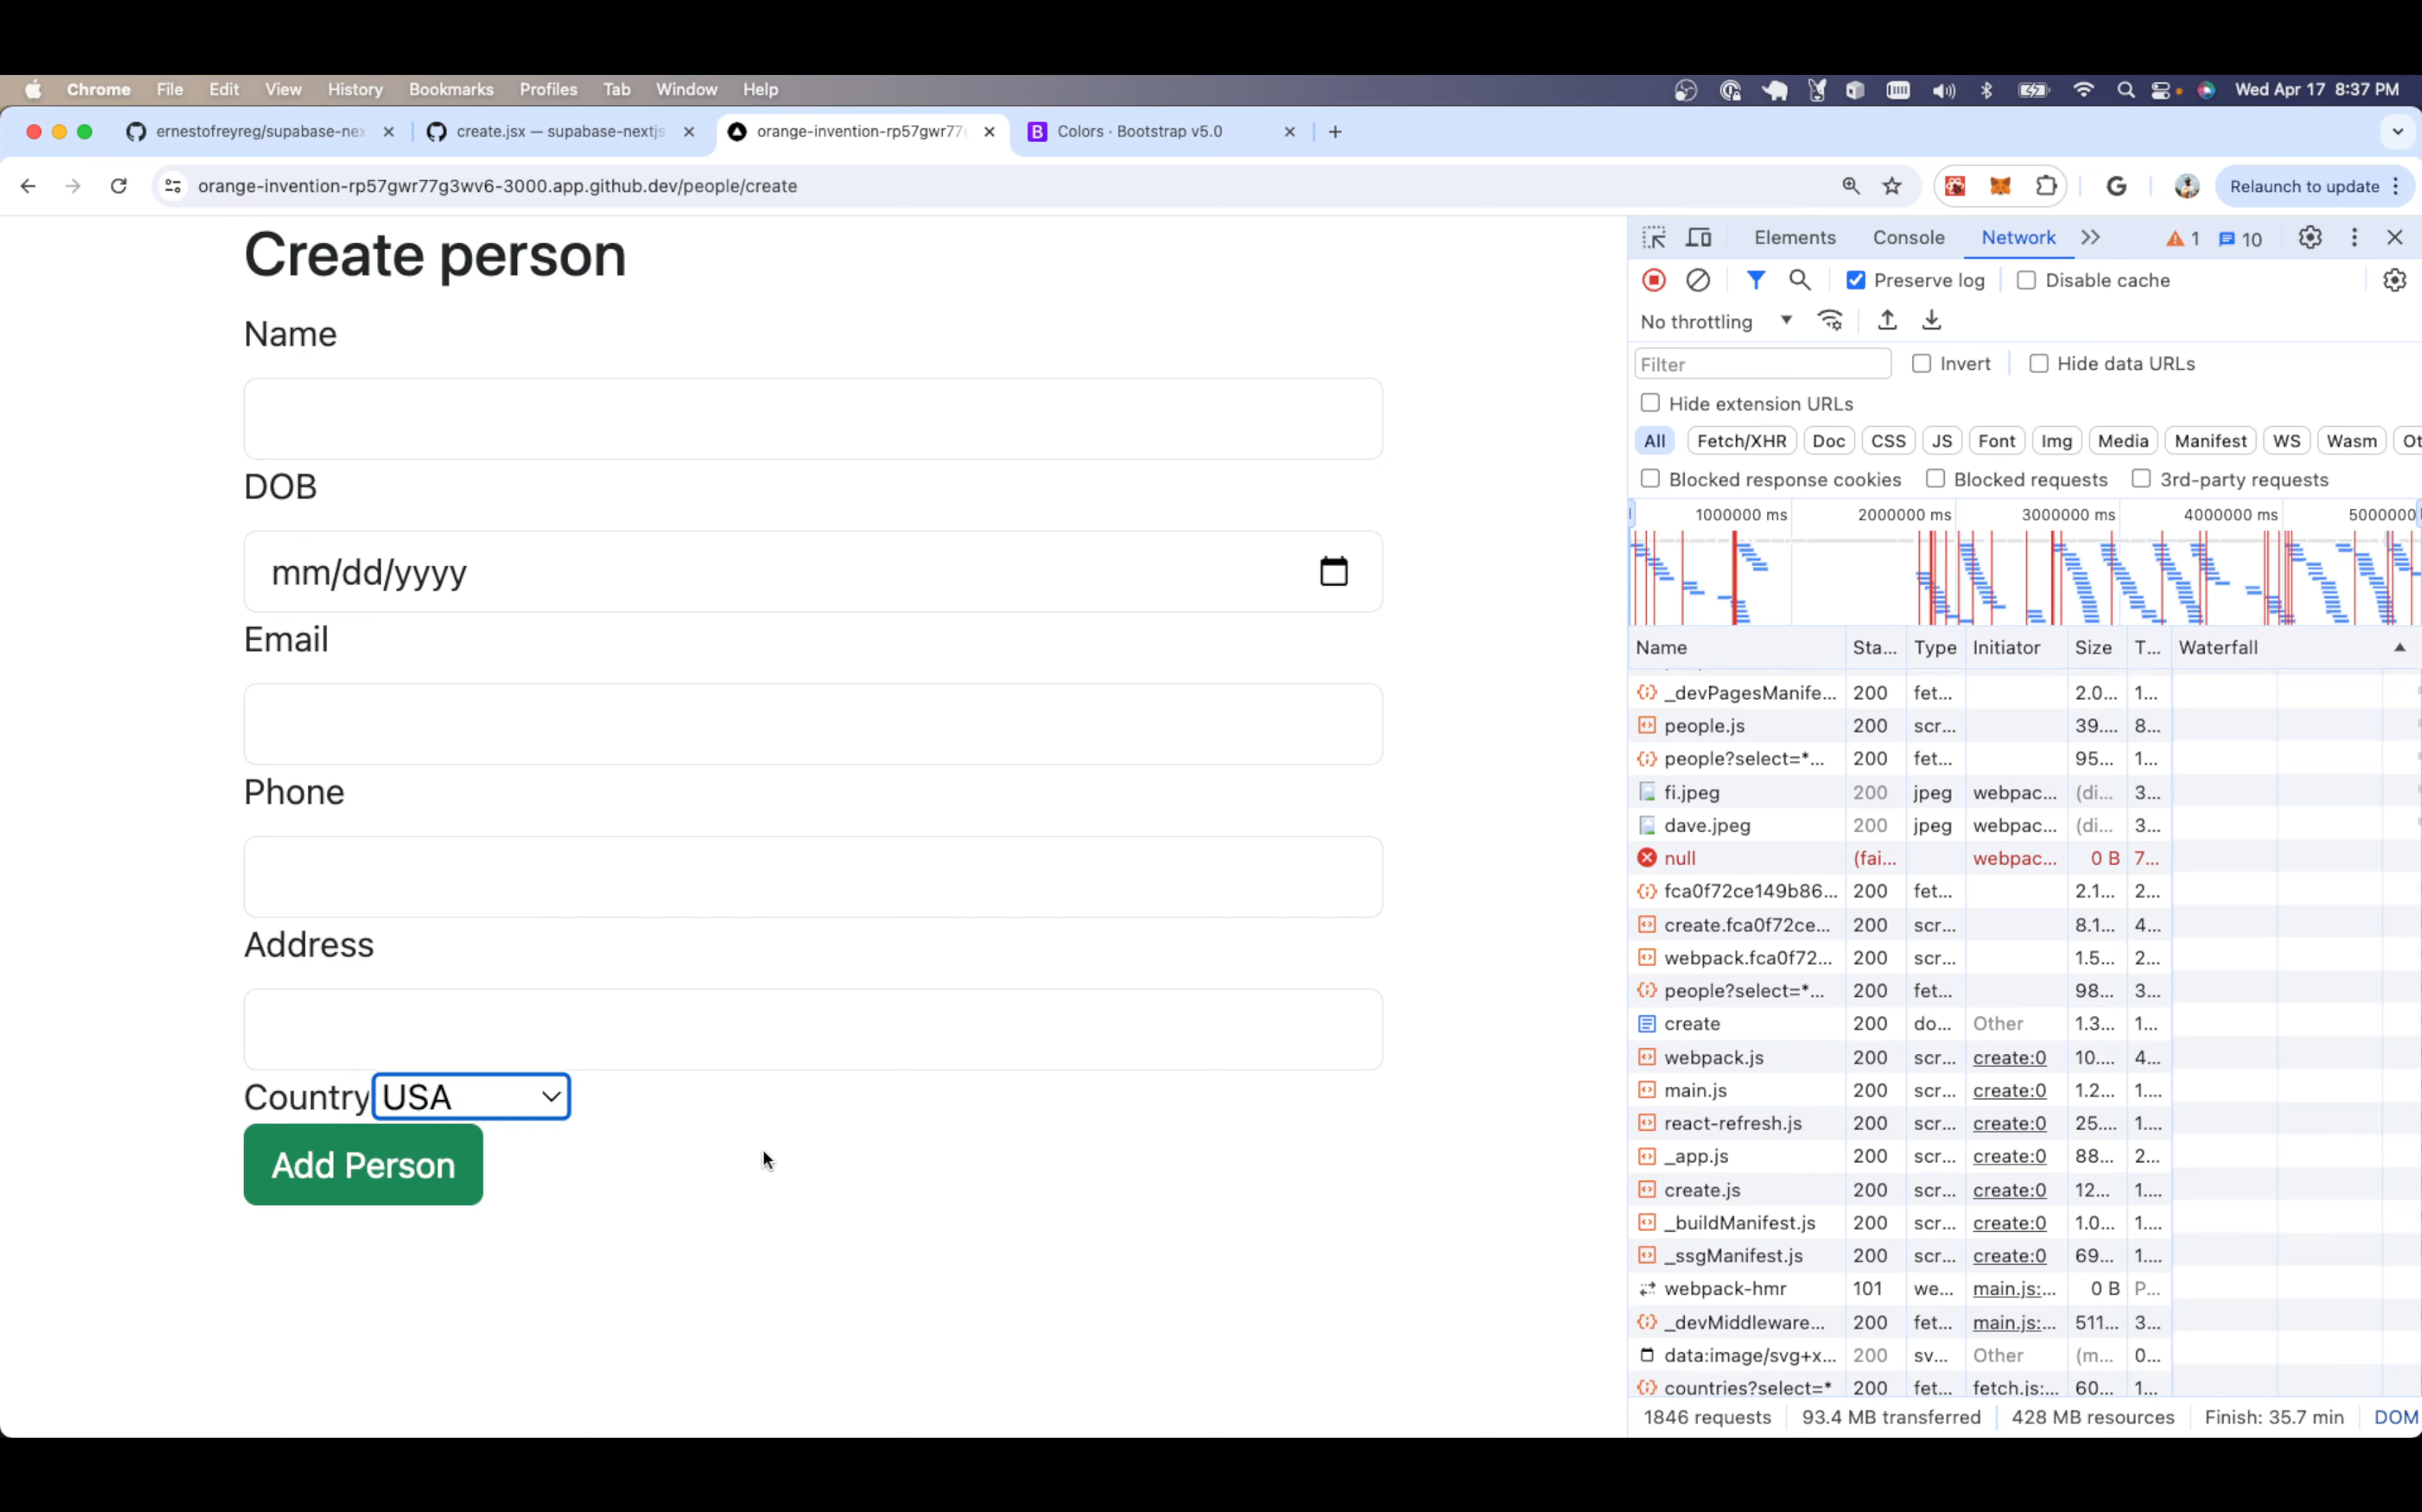 Chrome File Edit View History Bookmarks Profiles Tab Window Help Wed Apr 17 8:37 PM
ernestofreyreg/supabase-nex create.jsx — supabase-nextjs orange-invention-rp57gwr77g Colors · Bootstrap v5.0
orange-invention-rp57gwr77g3wv6-3000.app.github.dev/people/create Relaunch to update
Create person
Name
DOB
mm/dd/yyyy
Email
Phone
Address
Country USA
Add Person
Elements Console Network 1 10
Preserve log Disable cache
No throttling
Filter Invert Hide data URLs
Hide extension URLs
All Fetch/XHR Doc CSS JS Font Img Media Manifest WS Wasm Ot
Blocked response cookies Blocked requests 3rd-party requests
1000000 ms 2000000 ms 3000000 ms 4000000 ms 5000000
Name Sta... Type Initiator Size T... Waterfall
_devPagesManife... 200 fet... 2.0... 1...
people.js 200 scr... 39.... 8...
people?select=*... 200 fet... 95... 1...
fi.jpeg 200 jpeg webpac... (di... 3...
dave.jpeg 200 jpeg webpac... (di... 3...
null (fai... webpac... 0 B 7...
fca0f72ce149b86... 200 fet... 2.1... 2...
create.fca0f72ce... 200 scr... 8.1... 4...
webpack.fca0f72... 200 scr... 1.5... 2...
people?select=*... 200 fet... 98... 3...
create 200 do... Other 1.3... 1...
webpack.js 200 scr... create:0 10.... 4...
main.js 200 scr... create:0 1.2... 1....
react-refresh.js 200 scr... create:0 25.... 1....
_app.js 200 scr... create:0 88... 2...
create.js 200 scr... create:0 12... 1....
_buildManifest.js 200 scr... create:0 1.0... 1....
_ssgManifest.js 200 scr... create:0 69... 1....
webpack-hmr 101 we... main.js:... 0 B P...
_devMiddleware... 200 fet... main.js:... 511... 3...
data:image/svg+x... 200 sv... Other (m... 0...
countries?select=* 200 fet... fetch.js:... 60... 1...
1846 requests 93.4 MB transferred 428 MB resources Finish: 35.7 min DOM